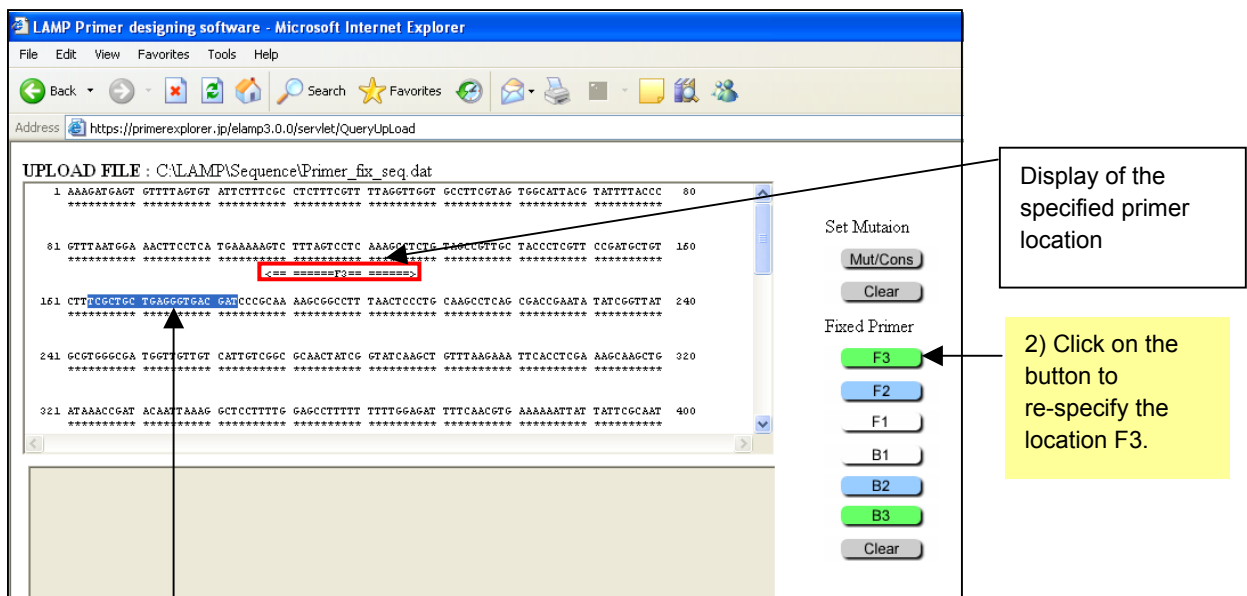 LAMP Primer designing software - Microsoft Internet Explorer
File Edit View Favorites Tools Help
Back Search Favorites
Address https://primerexplorer.jp/elamp3.0.0/servlet/QueryUpLoad
UPLOAD FILE : C:\LAMP\Sequence\Primer_fix_seq.dat
1 AAAGATGAGT GTTTTAGTGT ATTCTTTCGC CTCTTTCGTT TTAGGTTGGT GCCTTCGTAG TGGCATTACG TATTTTACCC 80
********** ********** ********** ********** ********** ********** ********** **********
81 GTTTAATGGA AACTTCCTCA TGAAAAAGTC TTTAGTCCTC AAAGCCTCTG TAGCCGTTGC TACCCTCGTT CCGATGCTGT 160
********** ********** ********** ********** ********** ********** ********** **********
<== ======F3== ======>
161 CTTTCGCTGC TGAGGGTGAC GATCCCGCAA AAGCGGCCTT TAACTCCCTG CAAGCCTCAG CGACCGAATA TATCGGTTAT 240
********** ********** ********** ********** ********** ********** ********** **********
241 GCGTGGGCGA TGGTTGTTGT CATTGTCGGC GCAACTATCG GTATCAAGCT GTTTAAGAAA TTCACCTCGA AAGCAAGCTG 320
********** ********** ********** ********** ********** ********** ********** **********
321 ATAAACCGAT ACAATTAAAG GCTCCTTTTG GAGCCTTTTT TTTTGGAGAT TTTCAACGTG AAAAAATTAT TATTCGCAAT 400
********** ********** ********** ********** ********** ********** ********** **********
Set Mutaion
Mut/Cons
Clear
Fixed Primer
F3
F2
F1
B1
B2
B3
Clear
Display of the
specified primer
location
2) Click on the
button to
re-specify the
location F3.